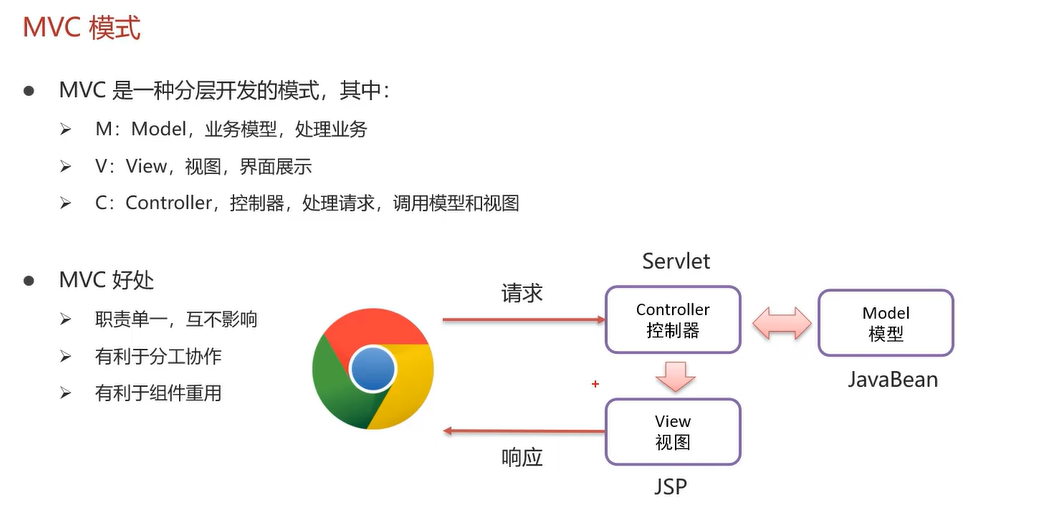 MVC 模式
MVC 是一种分层开发的模式，其中：
M：Model，业务模型，处理业务
V：View，视图，界面展示
C：Controller，控制器，处理请求，调用模型和视图
MVC 好处
职责单一，互不影响
有利于分工协作
有利于组件重用
请求
Servlet
Controller
控制器
Model
模型
JavaBean
View
视图
响应
JSP